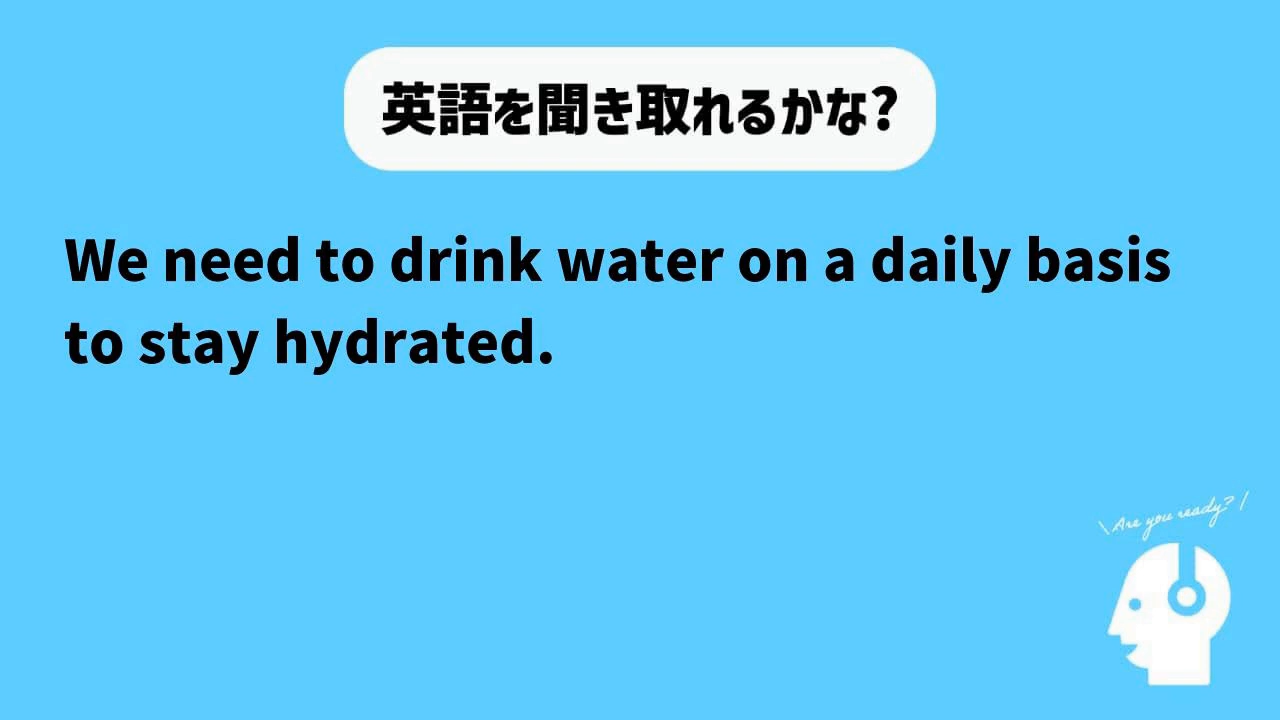 英語を聞き取れるかな?
We need to drink water on a daily basis
to stay hydrated.
\ Are you ready? /